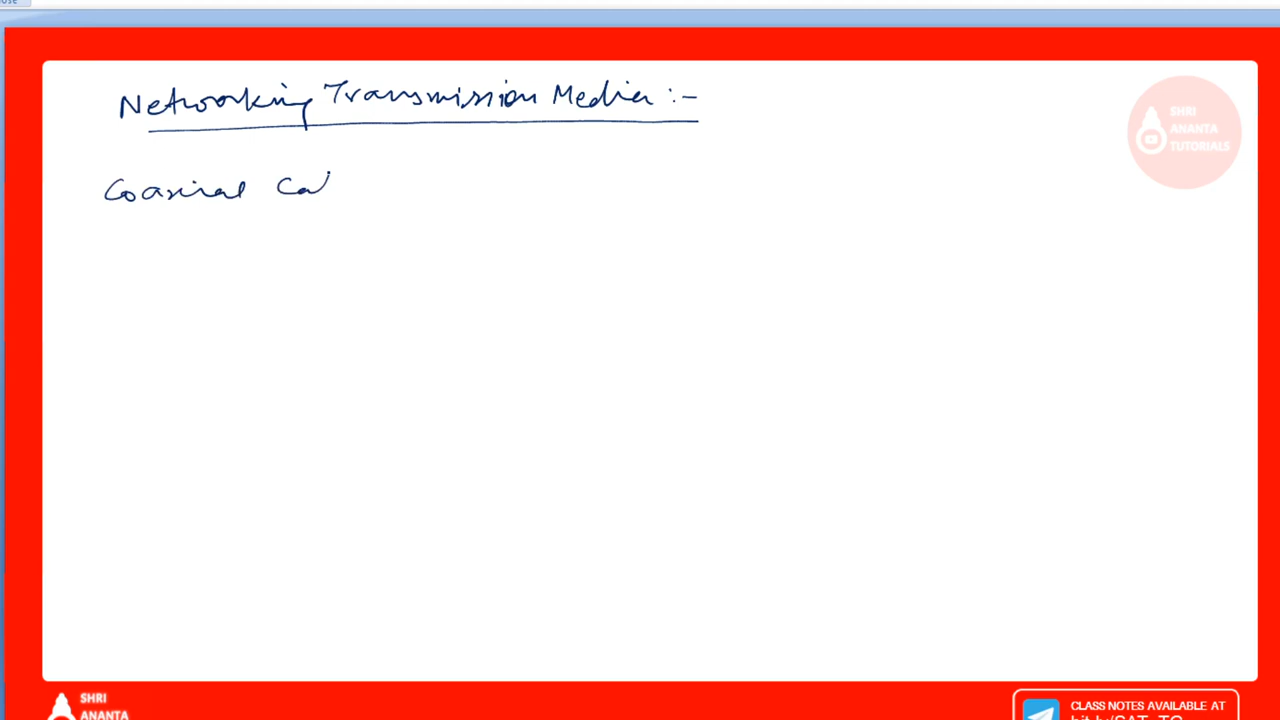 Networking Transmission Media :-
SHRI
ANANTA
TUTORIALS
Coaxial Ca
SHRI
ANANTA
CLASS NOTES AVAILABLE AT